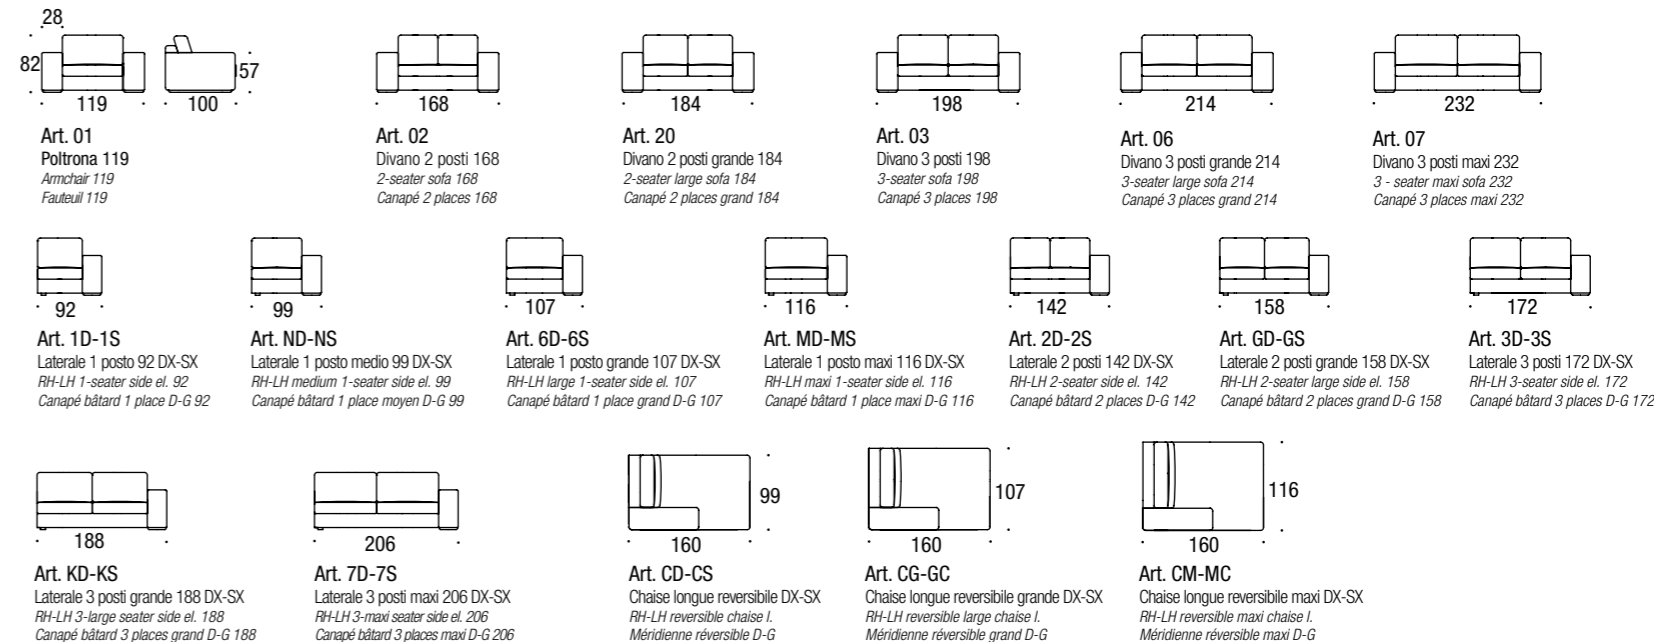 28
82
57
119
100
168
184
198
214
232
Art. 01
Poltrona 119
Armchair 119
Fauteuil 119
Art. 02
Divano 2 posti 168
2-seater sofa 168
Canapé 2 places 168
Art. 20
Divano 2 posti grande 184
2-seater large sofa 184
Canapé 2 places grand 184
Art. 03
Divano 3 posti 198
3-seater sofa 198
Canapé 3 places 198
Art. 06
Divano 3 posti grande 214
3-seater large sofa 214
Canapé 3 places grand 214
Art. 07
Divano 3 posti maxi 232
3 - seater maxi sofa 232
Canapé 3 places maxi 232
92
99
107
116
142
158
172
Art. 1D-1S
Laterale 1 posto 92 DX-SX
RH-LH 1-seater side el. 92
Canapé bâtard 1 place D-G 92
Art. ND-NS
Laterale 1 posto medio 99 DX-SX
RH-LH medium 1-seater side el. 99
Canapé bâtard 1 place moyen D-G 99
Art. 6D-6S
Laterale 1 posto grande 107 DX-SX
RH-LH large 1-seater side el. 107
Canapé bâtard 1 place grand D-G 107
Art. MD-MS
Laterale 1 posto maxi 116 DX-SX
RH-LH maxi 1-seater side el. 116
Canapé bâtard 1 place maxi D-G 116
Art. 2D-2S
Laterale 2 posti 142 DX-SX
RH-LH 2-seater side el. 142
Canapé bâtard 2 places D-G 142
Art. GD-GS
Laterale 2 posti grande 158 DX-SX
RH-LH 2-seater large side el. 158
Canapé bâtard 2 places grand D-G 158
Art. 3D-3S
Laterale 3 posti 172 DX-SX
RH-LH 3-seater side el. 172
Canapé bâtard 3 places D-G 172
188
206
99
160
107
160
116
160
Art. KD-KS
Laterale 3 posti grande 188 DX-SX
RH-LH 3-large seater side el. 188
Canapé bâtard 3 places grand D-G 188
Art. 7D-7S
Laterale 3 posti maxi 206 DX-SX
RH-LH 3-maxi seater side el. 206
Canapé bâtard 3 places maxi D-G 206
Art. CD-CS
Chaise longue reversibile DX-SX
RH-LH reversible chaise l.
Méridienne réversible D-G
Art. CG-GC
Chaise longue reversibile grande DX-SX
RH-LH reversible large chaise l.
Méridienne réversible grand D-G
Art. CM-MC
Chaise longue reversibile maxi DX-SX
RH-LH reversible maxi chaise l.
Méridienne réversible maxi D-G